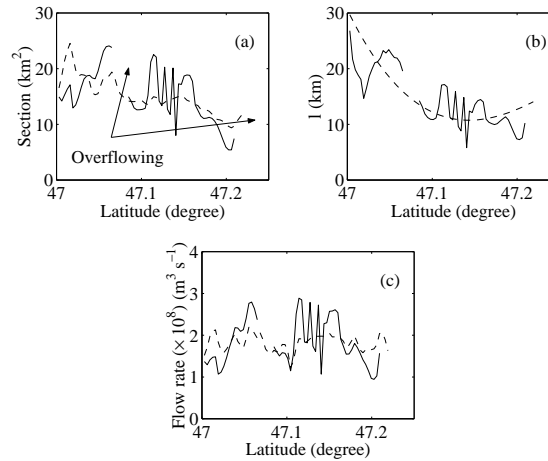 (a)
Section (km²)
30
20
10
0
Overflowing
47
47.1
47.2
Latitude (degree)
(b)
l (km)
30
20
10
0
47
47.1
47.2
Latitude (degree)
(c)
Flow rate (× 10⁸) (m³ s⁻¹)
4
3
2
1
0
47
47.1
47.2
Latitude (degree)